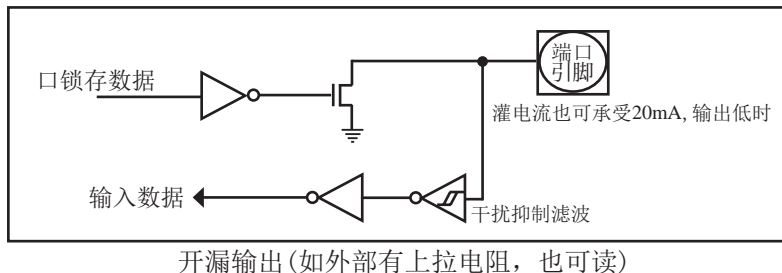 端口
引脚
口锁存数据
灌电流也可承受20mA, 输出低时
输入数据
干扰抑制滤波
开漏输出(如外部有上拉电阻，也可读)